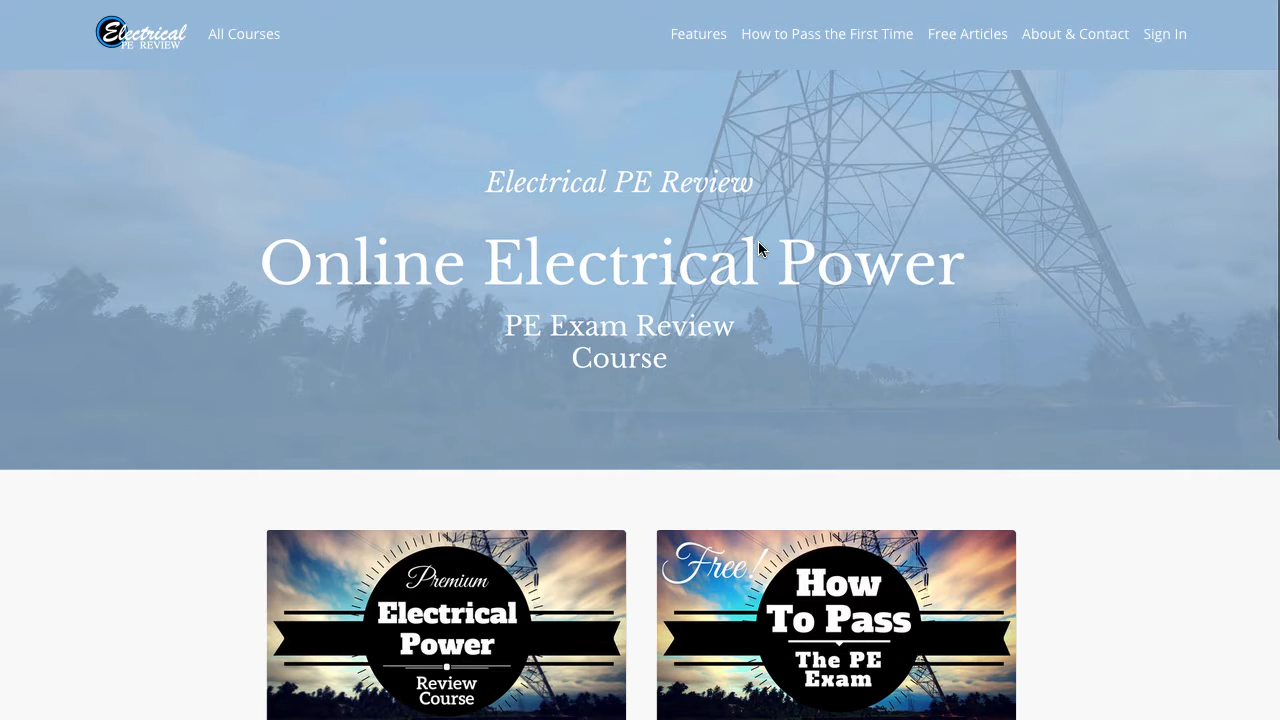 Electrical
PE REVIEW
All Courses
Features
How to Pass the First Time
Free Articles
About & Contact
Sign In
Electrical PE Review
Online Electrical Power
PE Exam Review
Course
Premium
Electrical
Power
Review
Course
Free!
How
To Pass
The PE
Exam